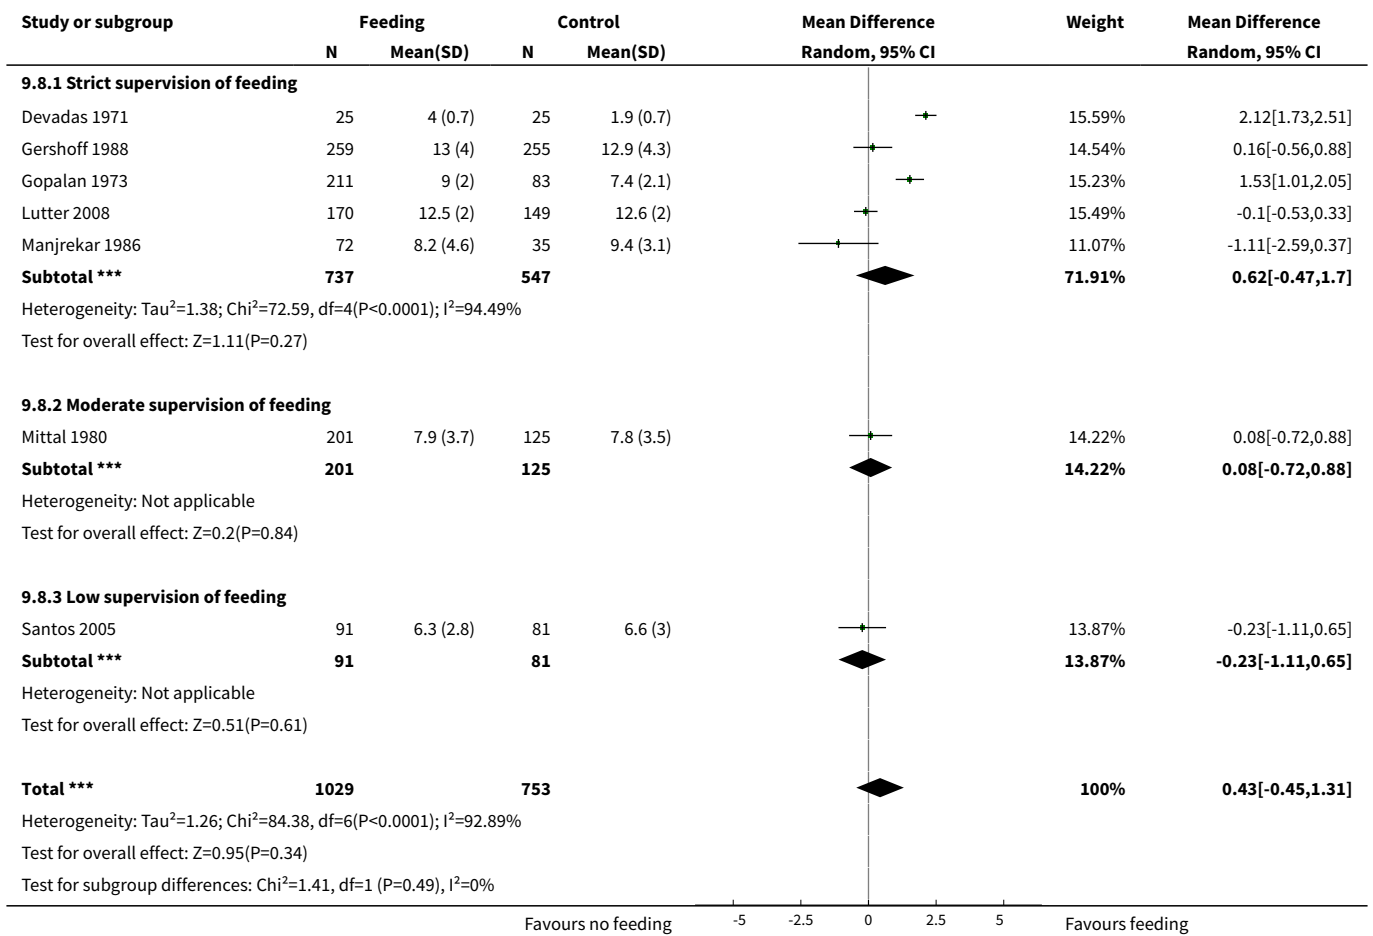 Study or subgroup Feeding Control Mean Difference Weight Mean Difference
N Mean(SD) N Mean(SD) Random, 95% CI Random, 95% CI
9.8.1 Strict supervision of feeding
Devadas 1971 25 4 (0.7) 25 1.9 (0.7) 15.59% 2.12[1.73,2.51]
Gershoff 1988 259 13 (4) 255 12.9 (4.3) 14.54% 0.16[-0.56,0.88]
Gopalan 1973 211 9 (2) 83 7.4 (2.1) 15.23% 1.53[1.01,2.05]
Lutter 2008 170 12.5 (2) 149 12.6 (2) 15.49% -0.1[-0.53,0.33]
Manjrekar 1986 72 8.2 (4.6) 35 9.4 (3.1) 11.07% -1.11[-2.59,0.37]
Subtotal *** 737 547 71.91% 0.62[-0.47,1.7]
Heterogeneity: Tau²=1.38; Chi²=72.59, df=4(P<0.0001); I²=94.49%
Test for overall effect: Z=1.11(P=0.27)
9.8.2 Moderate supervision of feeding
Mittal 1980 201 7.9 (3.7) 125 7.8 (3.5) 14.22% 0.08[-0.72,0.88]
Subtotal *** 201 125 14.22% 0.08[-0.72,0.88]
Heterogeneity: Not applicable
Test for overall effect: Z=0.2(P=0.84)
9.8.3 Low supervision of feeding
Santos 2005 91 6.3 (2.8) 81 6.6 (3) 13.87% -0.23[-1.11,0.65]
Subtotal *** 91 81 13.87% -0.23[-1.11,0.65]
Heterogeneity: Not applicable
Test for overall effect: Z=0.51(P=0.61)
Total *** 1029 753 100% 0.43[-0.45,1.31]
Heterogeneity: Tau²=1.26; Chi²=84.38, df=6(P<0.0001); I²=92.89%
Test for overall effect: Z=0.95(P=0.34)
Test for subgroup differences: Chi²=1.41, df=1 (P=0.49), I²=0%
Favours no feeding -5 -2.5 0 2.5 5 Favours feeding